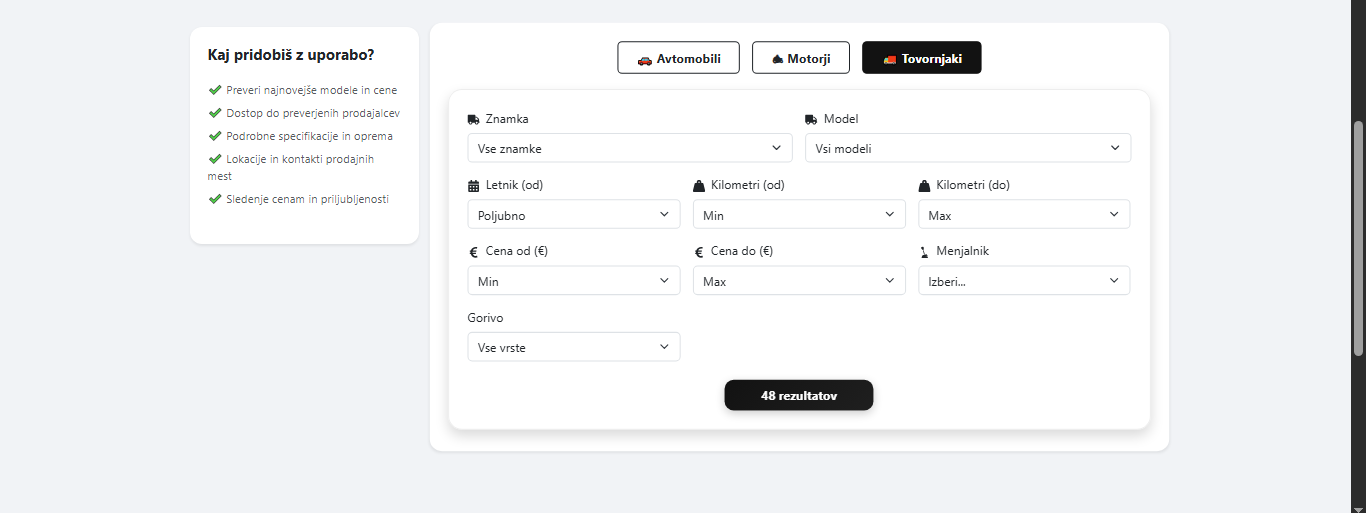 Kaj pridobiš z uporabo?
Preveri najnovejše modele in cene
Dostop do preverjenih prodajalcev
Podrobne specifikacije in oprema
Lokacije in kontakti prodajnih
mest
Sledenje cenam in priljubljenosti
Avtomobili
Motorji
Tovornjaki
Znamka
Vse znamke
Model
Vsi modeli
Letnik (od)
Poljubno
Kilometri (od)
Min
Kilometri (do)
Max
Cena od (€)
Min
Cena do (€)
Max
Menjalnik
Izberi...
Gorivo
Vse vrste
48 rezultatov